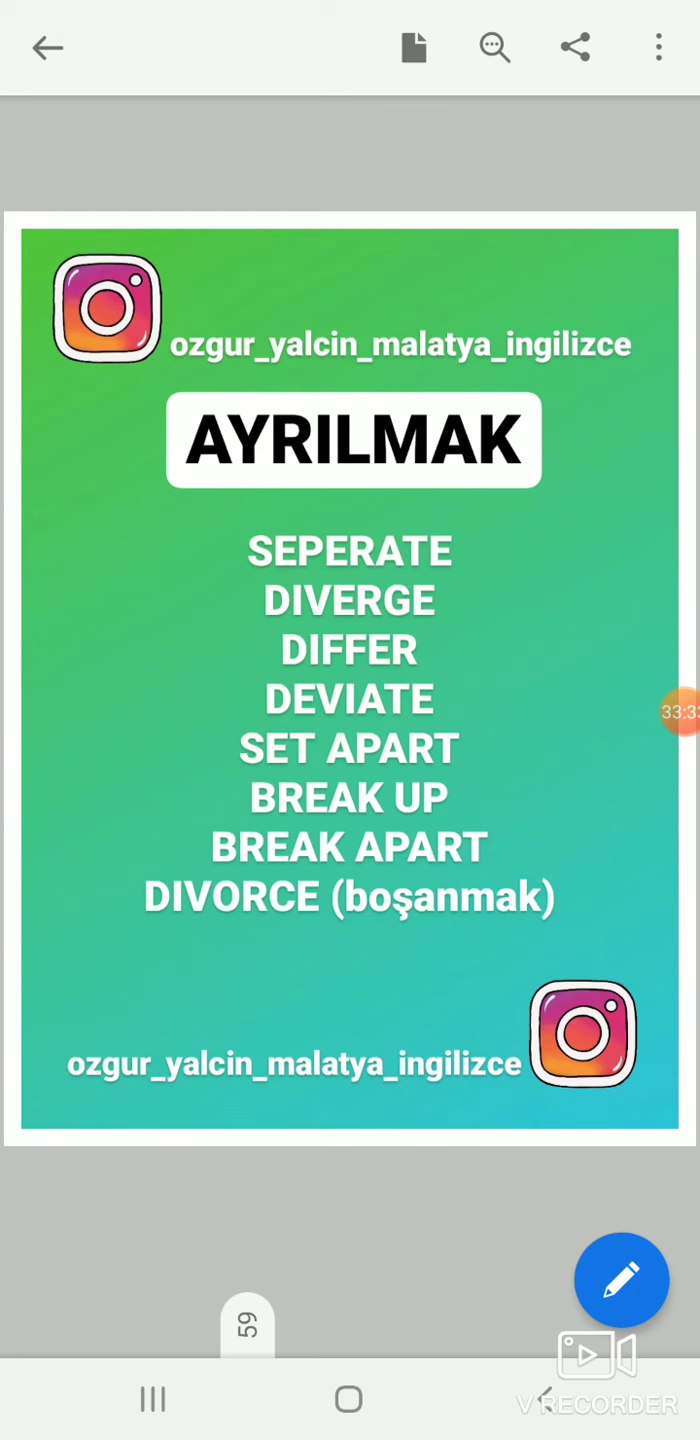 ozgur_yalcin_malatya_ingilizce
AYRILMAK
SEPERATE
DIVERGE
DIFFER
DEVIATE
SET APART
BREAK UP
BREAK APART
DIVORCE (boşanmak)
ozgur_yalcin_malatya_ingilizce
59
V RECORDER